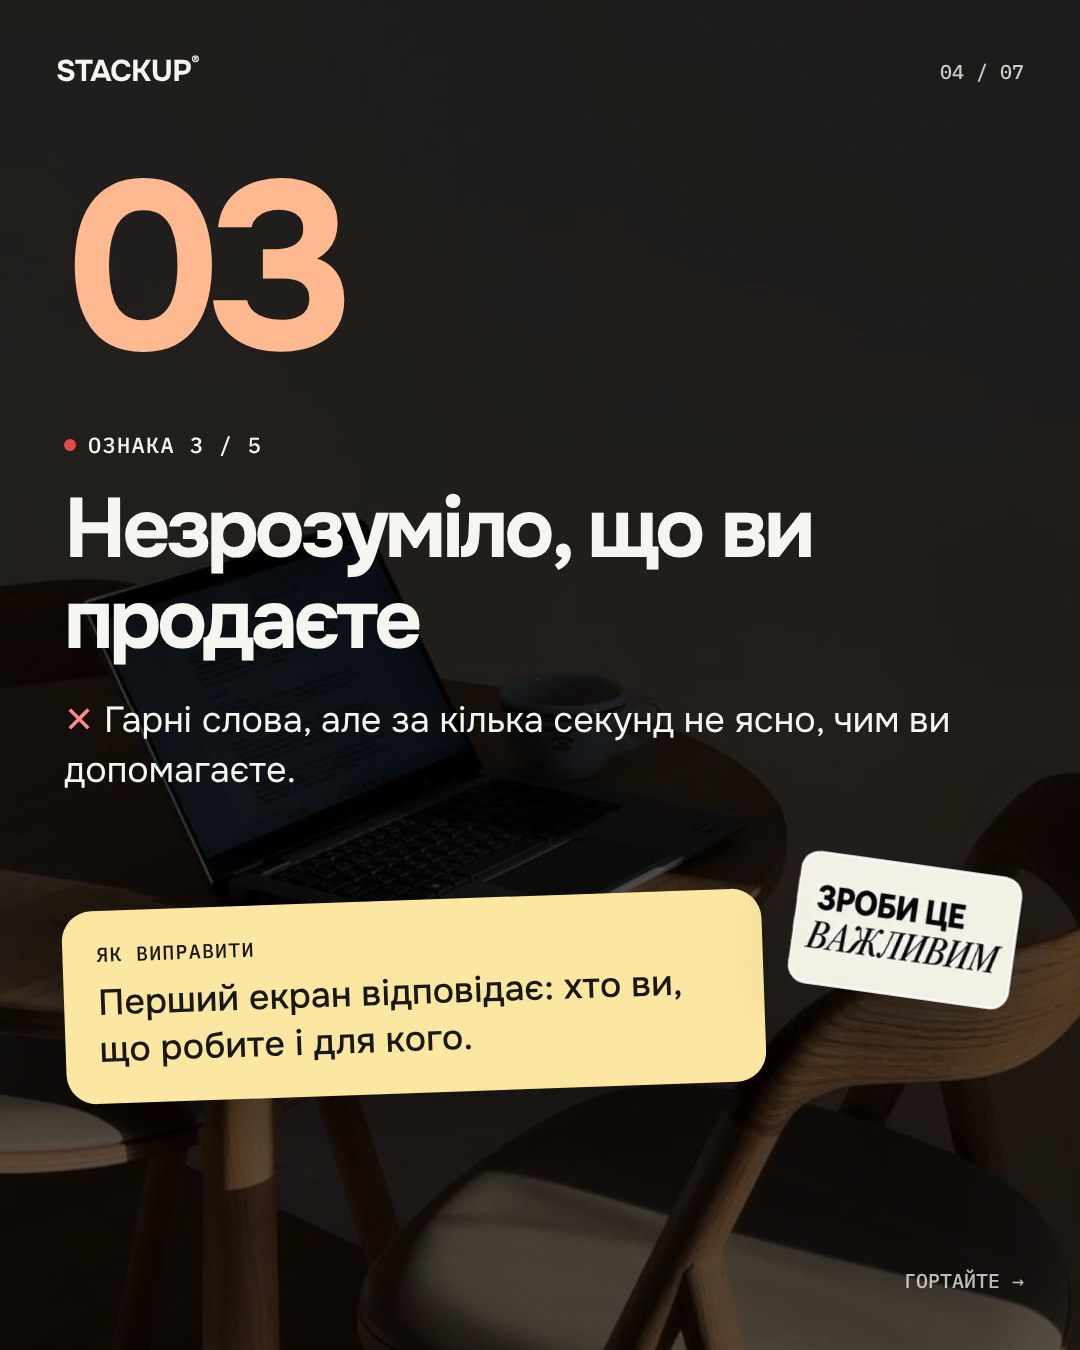 STACKUP®
04 / 07
03
ОЗНАКА 3 / 5
Незрозуміло, що ви
продаєте
✕ Гарні слова, але за кілька секунд не ясно, чим ви
допомагаєте.
ЗРОБИ ЦЕ
ВАЖЛИВИМ
ЯК ВИПРАВИТИ
Перший екран відповідає: хто ви,
що робите і для кого.
ГОРТАЙТЕ →